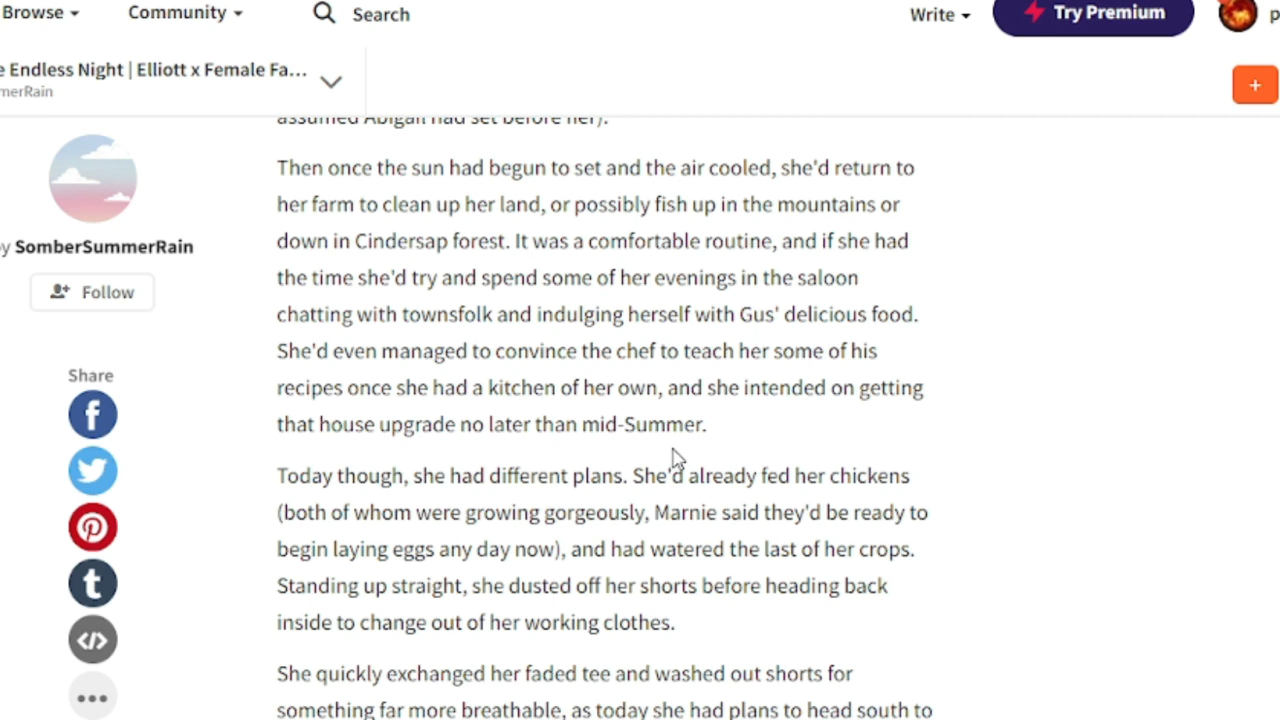 Browse
Community
Search
Write
Try Premium
p
e Endless Night | Elliott x Female Fa...
merRain
+
assumed Abigail had set before her).
Then once the sun had begun to set and the air cooled, she'd return to
her farm to clean up her land, or possibly fish up in the mountains or
down in Cindersap forest. It was a comfortable routine, and if she had
the time she'd try and spend some of her evenings in the saloon
chatting with townsfolk and indulging herself with Gus' delicious food.
She'd even managed to convince the chef to teach her some of his
recipes once she had a kitchen of her own, and she intended on getting
that house upgrade no later than mid-Summer.
Today though, she had different plans. She'd already fed her chickens
(both of whom were growing gorgeously, Marnie said they'd be ready to
begin laying eggs any day now), and had watered the last of her crops.
Standing up straight, she dusted off her shorts before heading back
inside to change out of her working clothes.
She quickly exchanged her faded tee and washed out shorts for
something far more breathable, as today she had plans to head south to
y SomberSummerRain
Follow
Share